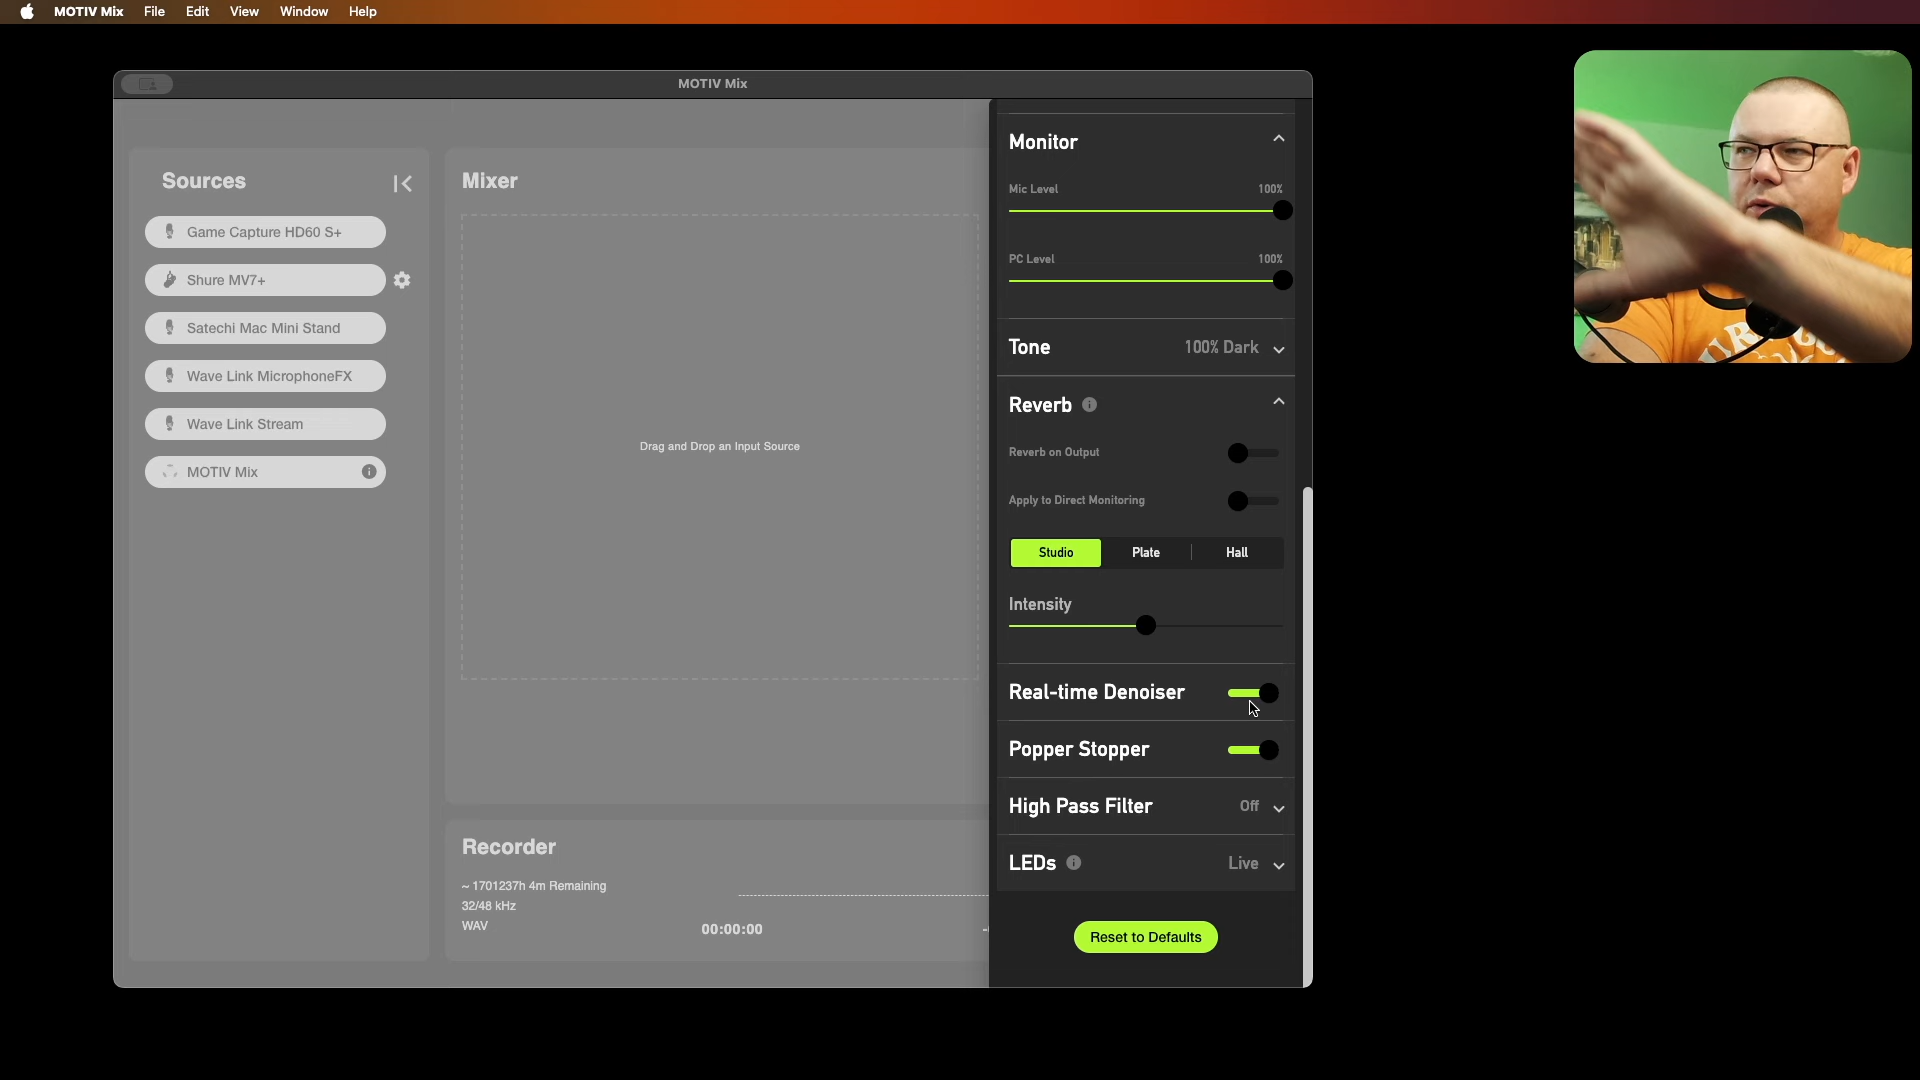 MOTIV Mix File Edit View Window Help
MOTIV Mix
Sources
Game Capture HD60 S+
Shure MV7+
Satechi Mac Mini Stand
Wave Link MicrophoneFX
Wave Link Stream
MOTIV Mix
Mixer
Drag and Drop an Input Source
Recorder
~ 1701237h 4m Remaining
32/48 kHz
WAV
00:00:00
Monitor
Mic Level 100%
PC Level 100%
Tone 100% Dark
Reverb
Reverb on Output
Apply to Direct Monitoring
Studio Plate Hall
Intensity
Real-time Denoiser
Popper Stopper
High Pass Filter Off
LEDs Live
Reset to Defaults